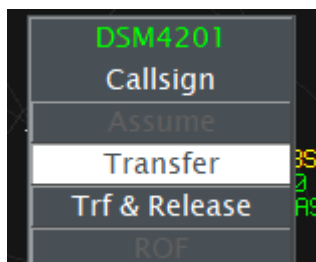 DSM4201
Callsign
Assume
Transfer
Trf & Release
ROF